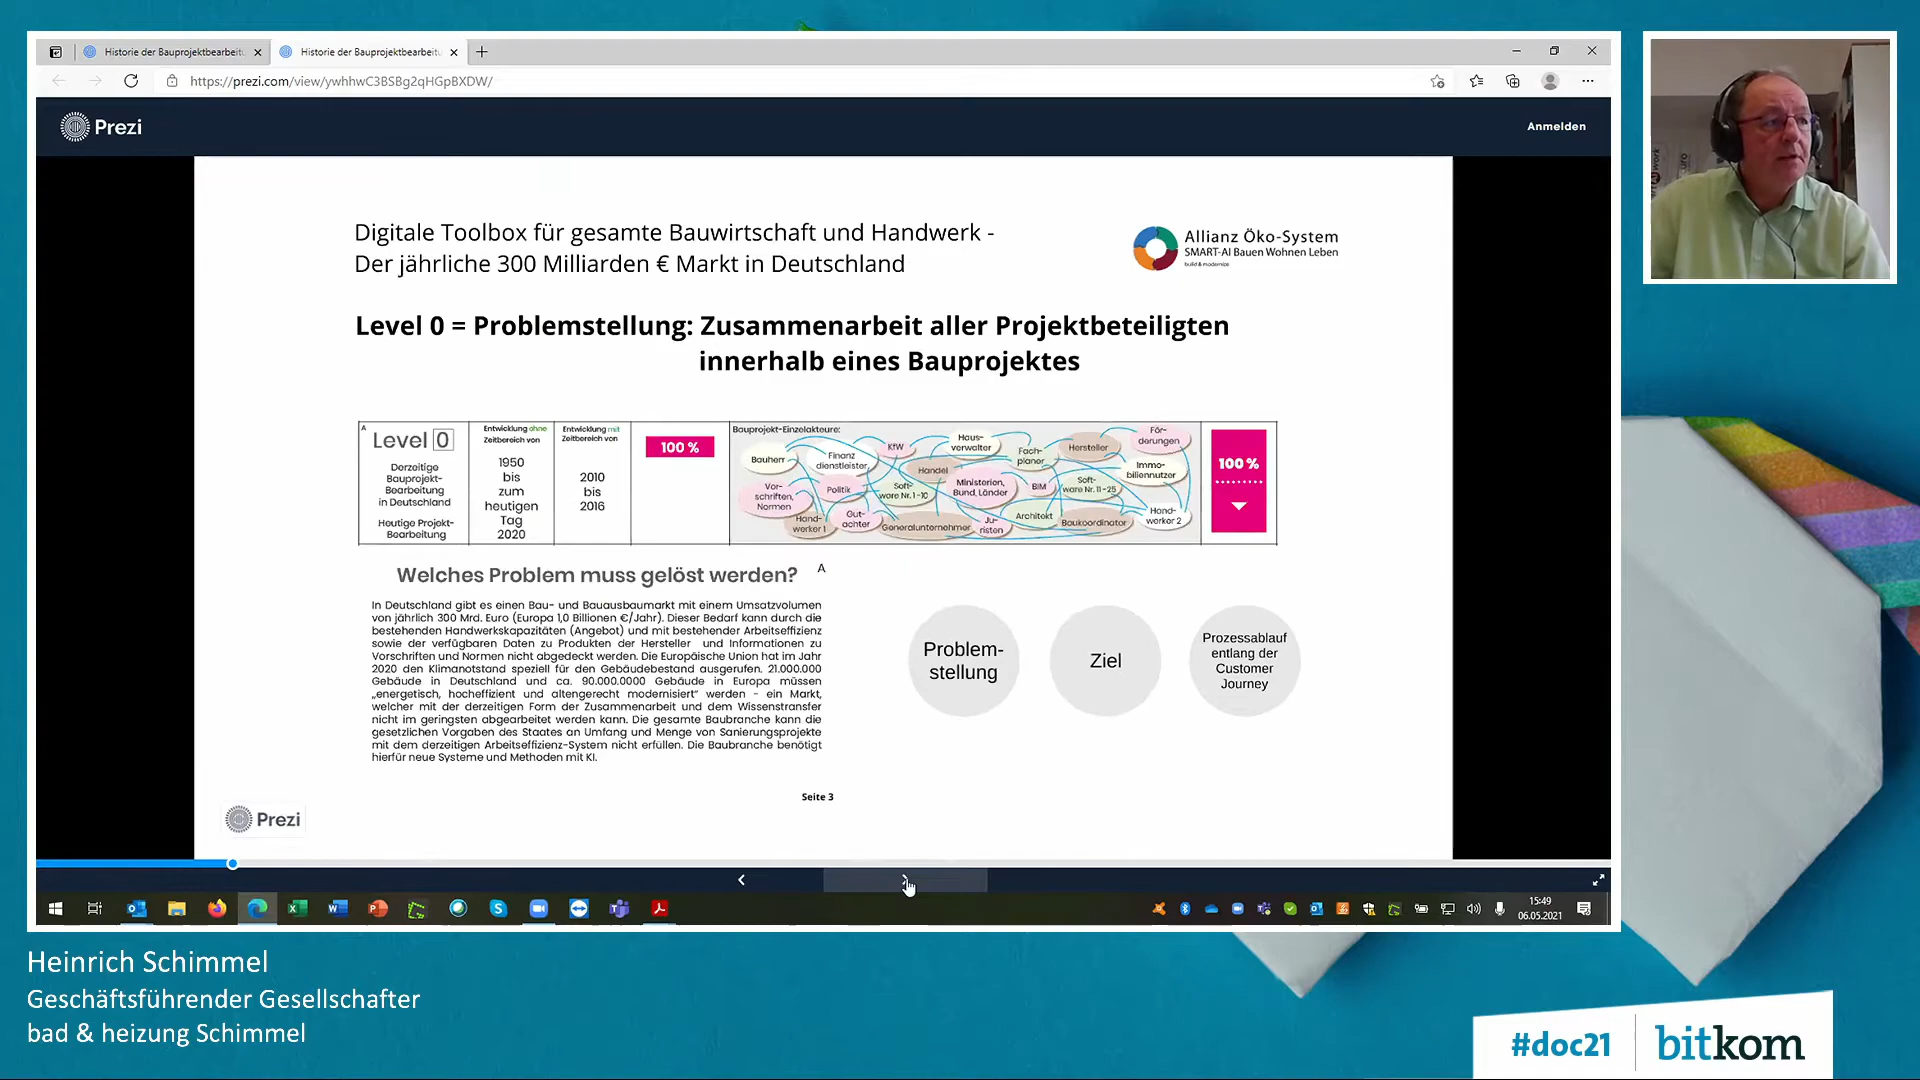 Historie der Bauprojektbearbeitu
Historie der Bauprojektbearbeitu
https://prezi.com/view/ywhhwC3BSBg2qHGpBXDW/
Prezi
Anmelden
Digitale Toolbox für gesamte Bauwirtschaft und Handwerk -
Der jährliche 300 Milliarden € Markt in Deutschland
Allianz Öko-System
SMART-AI Bauen Wohnen Leben
build & modernize
Level 0 = Problemstellung: Zusammenarbeit aller Projektbeteiligten
innerhalb eines Bauprojektes
A
Level 0
Derzeitige
Bauprojekt-
Bearbeitung
in Deutschland
Heutige Projekt-
Bearbeitung
Entwicklung ohne
Zeitbereich von
1950
bis
zum
heutigen
Tag
2020
Entwicklung mit
Zeitbereich von
2010
bis
2016
100 %
Bauprojekt-Einzelakteure:
Bauherr
Finanz
dienstleister
KfW
Haus-
verwalter
Fach-
planer
Hersteller
För-
derungen
Handel
Immo-
biliennutzer
Vor-
schriften,
Normen
Politik
Soft-
ware Nr. 1-10
Ministerien,
Bund, Länder
BIM
Soft-
ware Nr. 11-25
Hand-
werker 1
Gut-
achter
Generalunternehmer
Ju-
risten
Architekt
Baukoordinator
Hand-
werker 2
100 %
Welches Problem muss gelöst werden?
A
In Deutschland gibt es einen Bau- und Bauausbaumarkt mit einem Umsatzvolumen
von jährlich 300 Mrd. Euro (Europa 1,0 Billionen €/Jahr). Dieser Bedarf kann durch die
bestehenden Handwerkskapazitäten (Angebot) und mit bestehender Arbeitseffizienz
sowie der verfügbaren Daten zu Produkten der Hersteller und Informationen zu
Vorschriften und Normen nicht abgedeckt werden. Die Europäische Union hat im Jahr
2020 den Klimanotstand speziell für den Gebäudebestand ausgerufen. 21.000.000
Gebäude in Deutschland und ca. 90.000.0000 Gebäude in Europa müssen
„energetisch, hocheffizient und altengerecht modernisiert“ werden - ein Markt,
welcher mit der derzeitigen Form der Zusammenarbeit und dem Wissenstransfer
nicht im geringsten abgearbeitet werden kann. Die gesamte Baubranche kann die
gesetzlichen Vorgaben des Staates an Umfang und Menge von Sanierungsprojekte
mit dem derzeitigen Arbeitseffizienz-System nicht erfüllen. Die Baubranche benötigt
hierfür neue Systeme und Methoden mit KI.
Problem-
stellung
Ziel
Prozessablauf
entlang der
Customer
Journey
Seite 3
Prezi
15:49
06.05.2021
Heinrich Schimmel
Geschäftsführender Gesellschafter
bad & heizung Schimmel
#doc21
bitkom